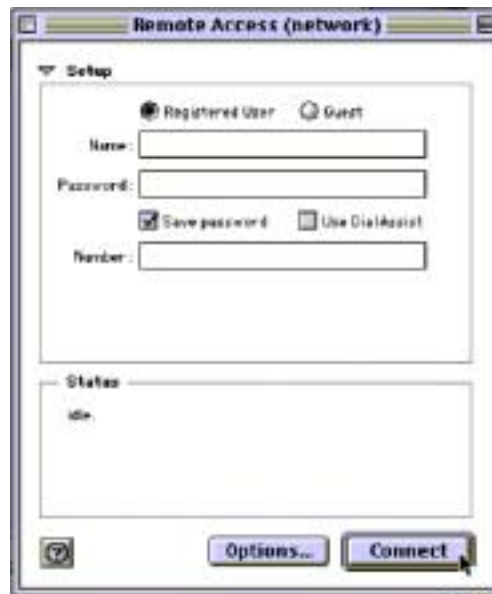 Remote Access (network)
Setup
Registered User Guest
Name:
Password:
Save password Use DialAssist
Number:
Status
idle.
?
Options... Connect